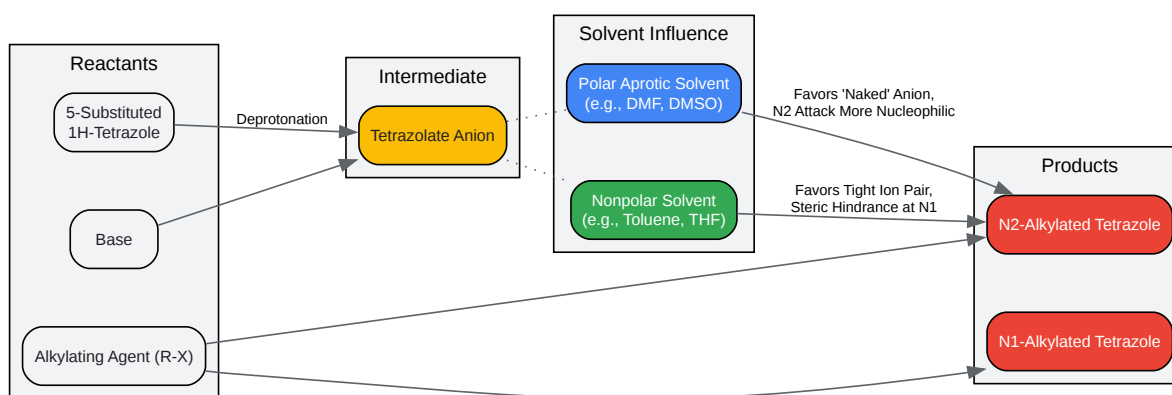 Reactants
5-Substituted
1H-Tetrazole
Base
Alkylating Agent (R-X)
Deprotonation
Intermediate
Tetrazolate Anion
Solvent Influence
Polar Aprotic Solvent
(e.g., DMF, DMSO)
Nonpolar Solvent
(e.g., Toluene, THF)
Favors 'Naked' Anion,
N2 Attack More Nucleophilic
Favors Tight Ion Pair,
Steric Hindrance at N1
Products
N2-Alkylated Tetrazole
N1-Alkylated Tetrazole